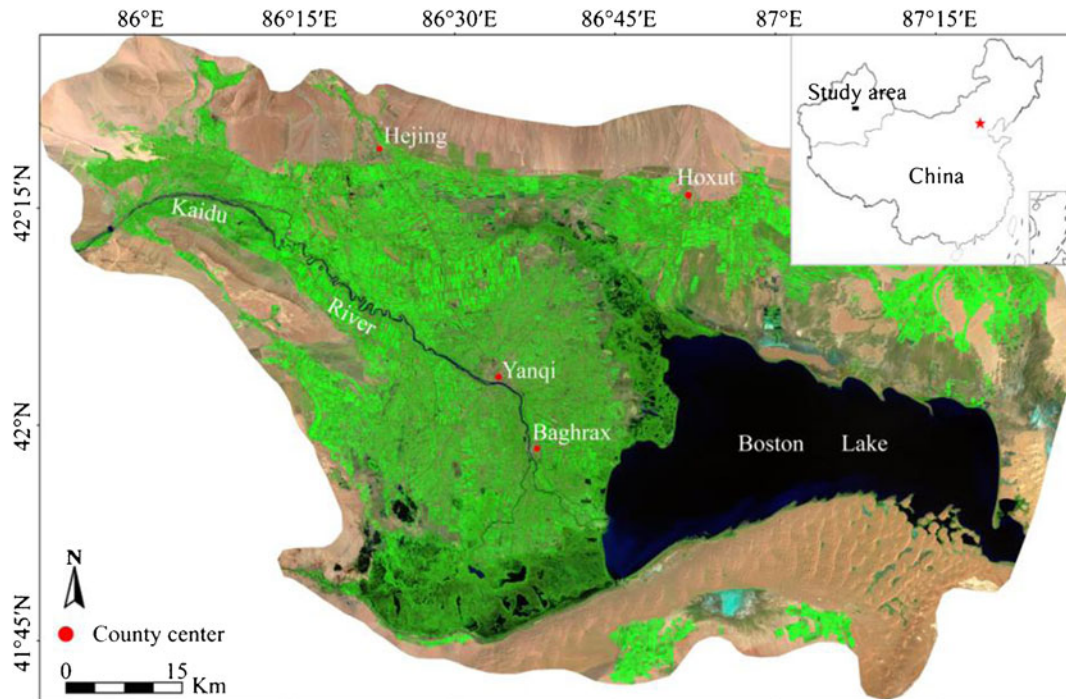 86°E 86°15′E 86°30′E 86°45′E 87°E 87°15′E
42°15′N
42°N
41°45′N
Study area
China
Hejing
Hoxut
Kaidu
River
Yanqi
Baghrax
Boston Lake
N
County center
0 15
Km